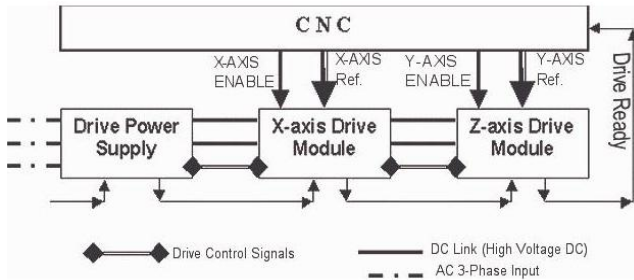 CNC
X-AXIS
ENABLE
X-AXIS
Ref.
Y-AXIS
ENABLE
Y-AXIS
Ref.
Drive Ready
Drive Power
Supply
X-axis Drive
Module
Z-axis Drive
Module
Drive Control Signals
DC Link (High Voltage DC)
AC 3-Phase Input